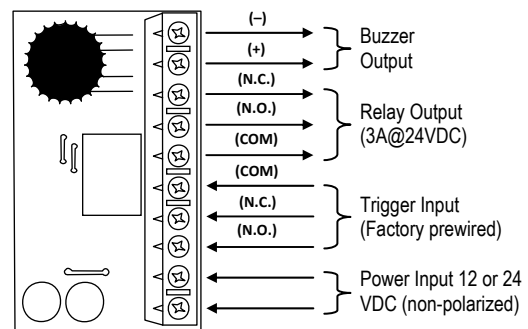 (–)
(+)
Buzzer
Output
(N.C.)
(N.O.)
(COM)
Relay Output
(3A@24VDC)
(COM)
(N.C.)
(N.O.)
Trigger Input
(Factory prewired)
Power Input 12 or 24
VDC (non-polarized)